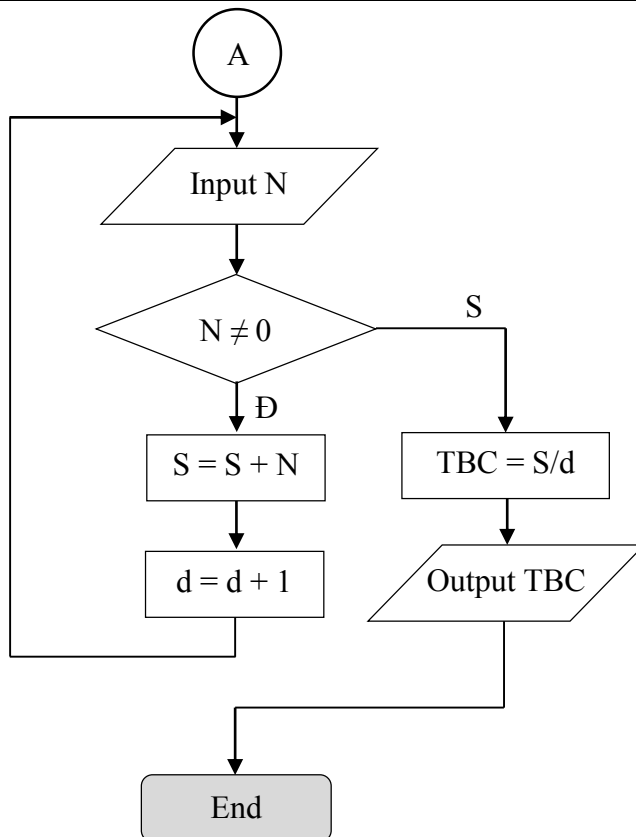 A
Input N
N ≠ 0
S
Đ
S = S + N
TBC = S/d
d = d + 1
Output TBC
End